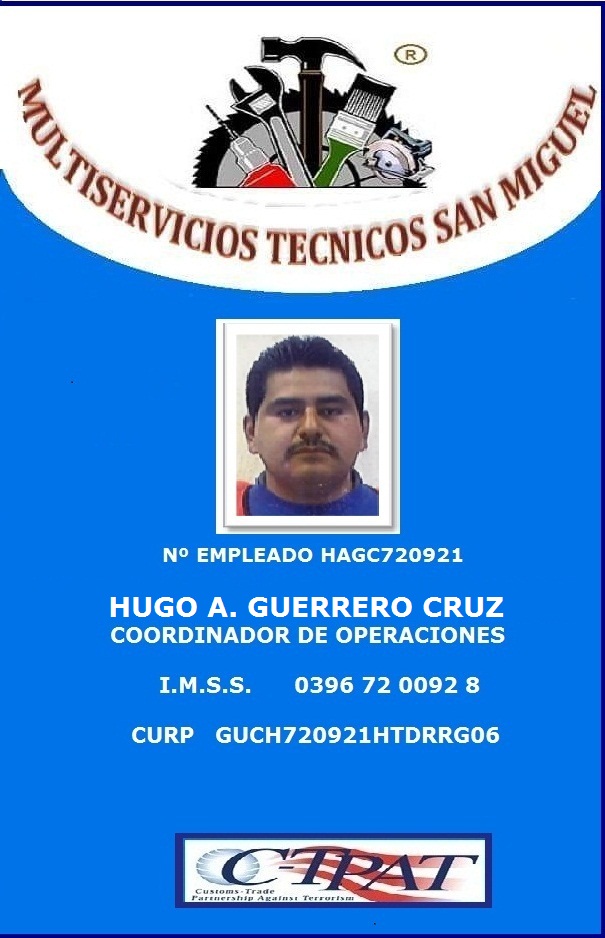 ®
MULTISERVICIOS TECNICOS SAN MIGUEL
Nº EMPLEADO HAGC720921
HUGO A. GUERRERO CRUZ
COORDINADOR DE OPERACIONES
I.M.S.S. 0396 72 0092 8
CURP GUCH720921HTDRRG06
C-TPAT
Customs-Trade
Partnership Against Terrorism